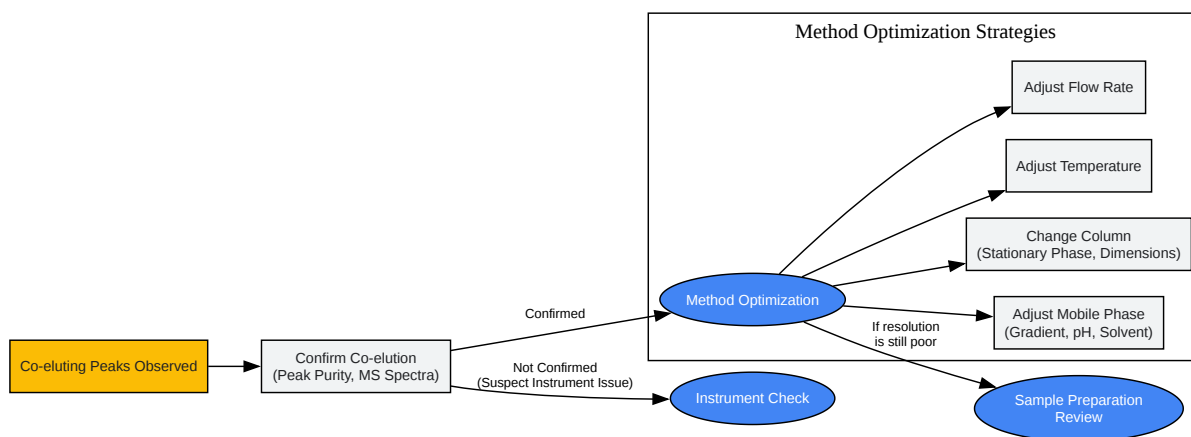 Method Optimization Strategies
Adjust Flow Rate
Adjust Temperature
Change Column
(Stationary Phase, Dimensions)
Method Optimization
Adjust Mobile Phase
(Gradient, pH, Solvent)
Confirmed
If resolution
is still poor
Co-eluting Peaks Observed
Confirm Co-elution
(Peak Purity, MS Spectra)
Not Confirmed
(Suspect Instrument Issue)
Instrument Check
Sample Preparation
Review